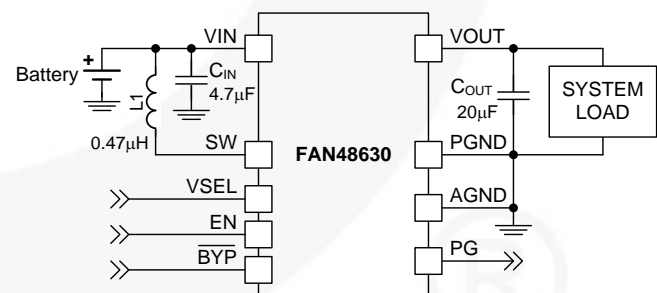 VIN
VOUT
+
Battery
CIN
4.7µF
L1
0.47µH
COUT
20µF
SYSTEM
LOAD
SW
FAN48630
PGND
VSEL
AGND
EN
BYP
PG
R